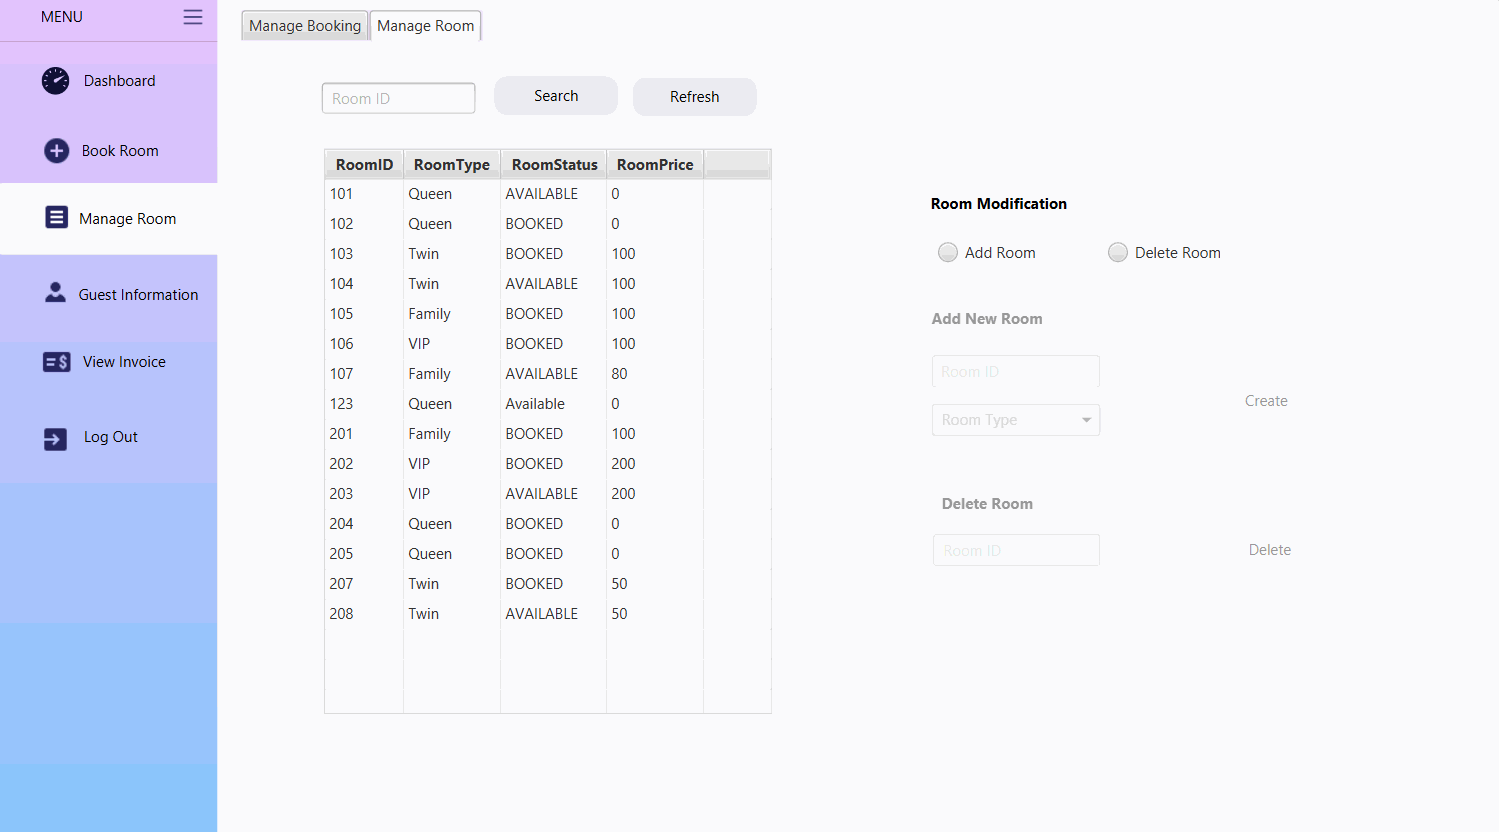 MENU
Dashboard
Book Room
Manage Room
Guest Information
View Invoice
Log Out
Manage Booking Manage Room
Room ID Search Refresh
RoomID RoomType RoomStatus RoomPrice
101 Queen AVAILABLE 0
102 Queen BOOKED 0
103 Twin BOOKED 100
104 Twin AVAILABLE 100
105 Family BOOKED 100
106 VIP BOOKED 100
107 Family AVAILABLE 80
123 Queen Available 0
201 Family BOOKED 100
202 VIP BOOKED 200
203 VIP AVAILABLE 200
204 Queen BOOKED 0
205 Queen BOOKED 0
207 Twin BOOKED 50
208 Twin AVAILABLE 50
Room Modification
Add Room Delete Room
Add New Room
Room ID
Create
Room Type
Delete Room
Room ID Delete